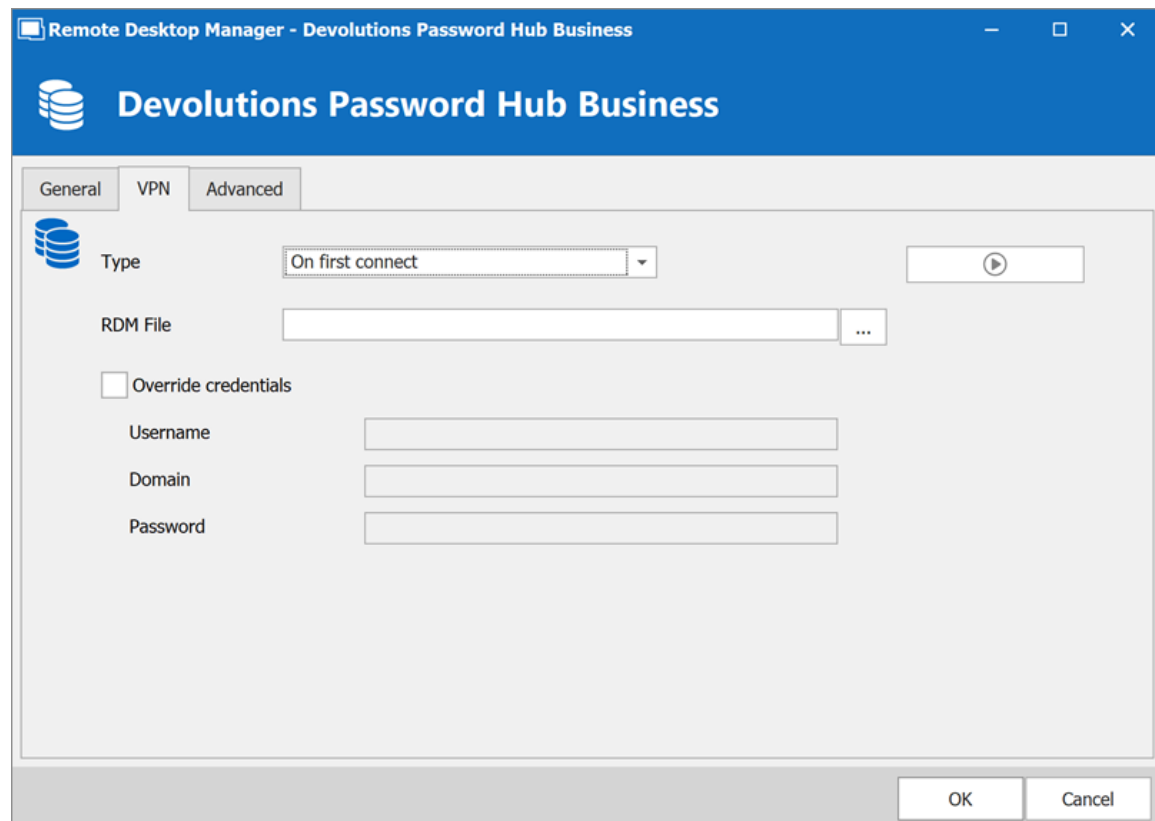 Remote Desktop Manager - Devolutions Password Hub Business
Devolutions Password Hub Business
General VPN Advanced
Type On first connect
RDM File ...
Override credentials
Username
Domain
Password
OK Cancel